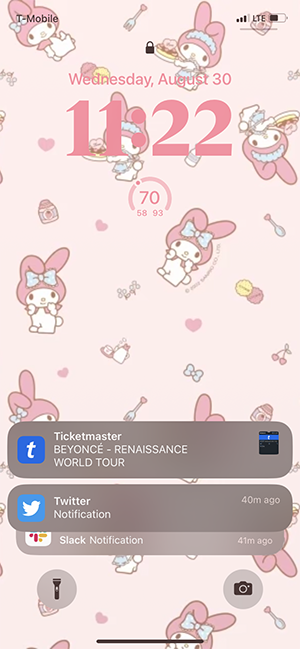 T-Mobile LTE
Wednesday, August 30
11:22
70
58 93
Ticketmaster
BEYONCÉ - RENAISSANCE
WORLD TOUR
Twitter 40m ago
Notification
Slack Notification 41m ago